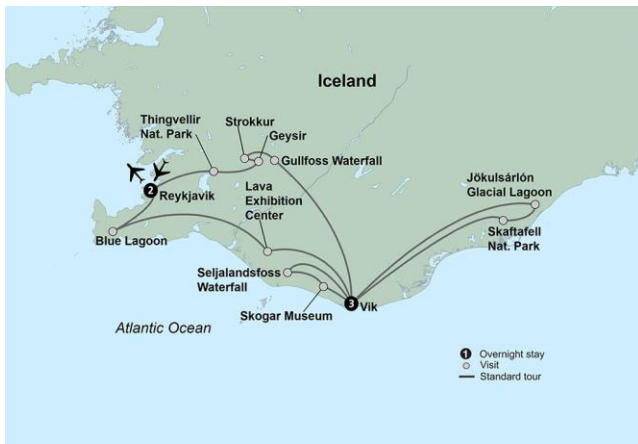 Iceland
Thingvellir
Nat. Park
Strokkur
Geysir
Gullfoss Waterfall
2
Reykjavik
Lava
Exhibition
Center
Jökulsárlón
Glacial Lagoon
Skaftafell
Nat. Park
Blue Lagoon
Seljalandsfoss
Waterfall
Skogar Museum
3
Vik
Atlantic Ocean
1 Overnight stay
Visit
Standard tour